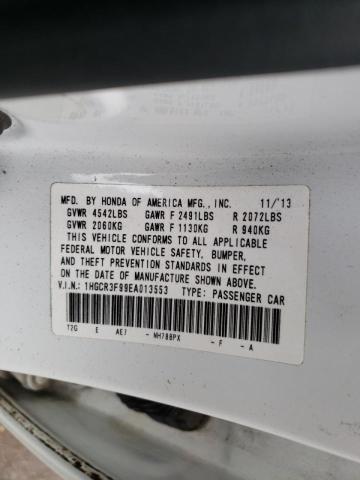 MFD. BY HONDA OF AMERICA MFG., INC. 11/'13
GVWR 4542LBS GAWR F 2491LBS R 2072LBS
GVWR 2060KG GAWR F 1130KG R 940KG
THIS VEHICLE CONFORMS TO ALL APPLICABLE
FEDERAL MOTOR VEHICLE SAFETY, BUMPER,
AND THEFT PREVENTION STANDARDS IN EFFECT
ON THE DATE OF MANUFACTURE SHOWN ABOVE.
V.I.N.: 1HGCR3F99EA013553 TYPE: PASSENGER CAR
T2G E AE7 - NH788PX - F - A